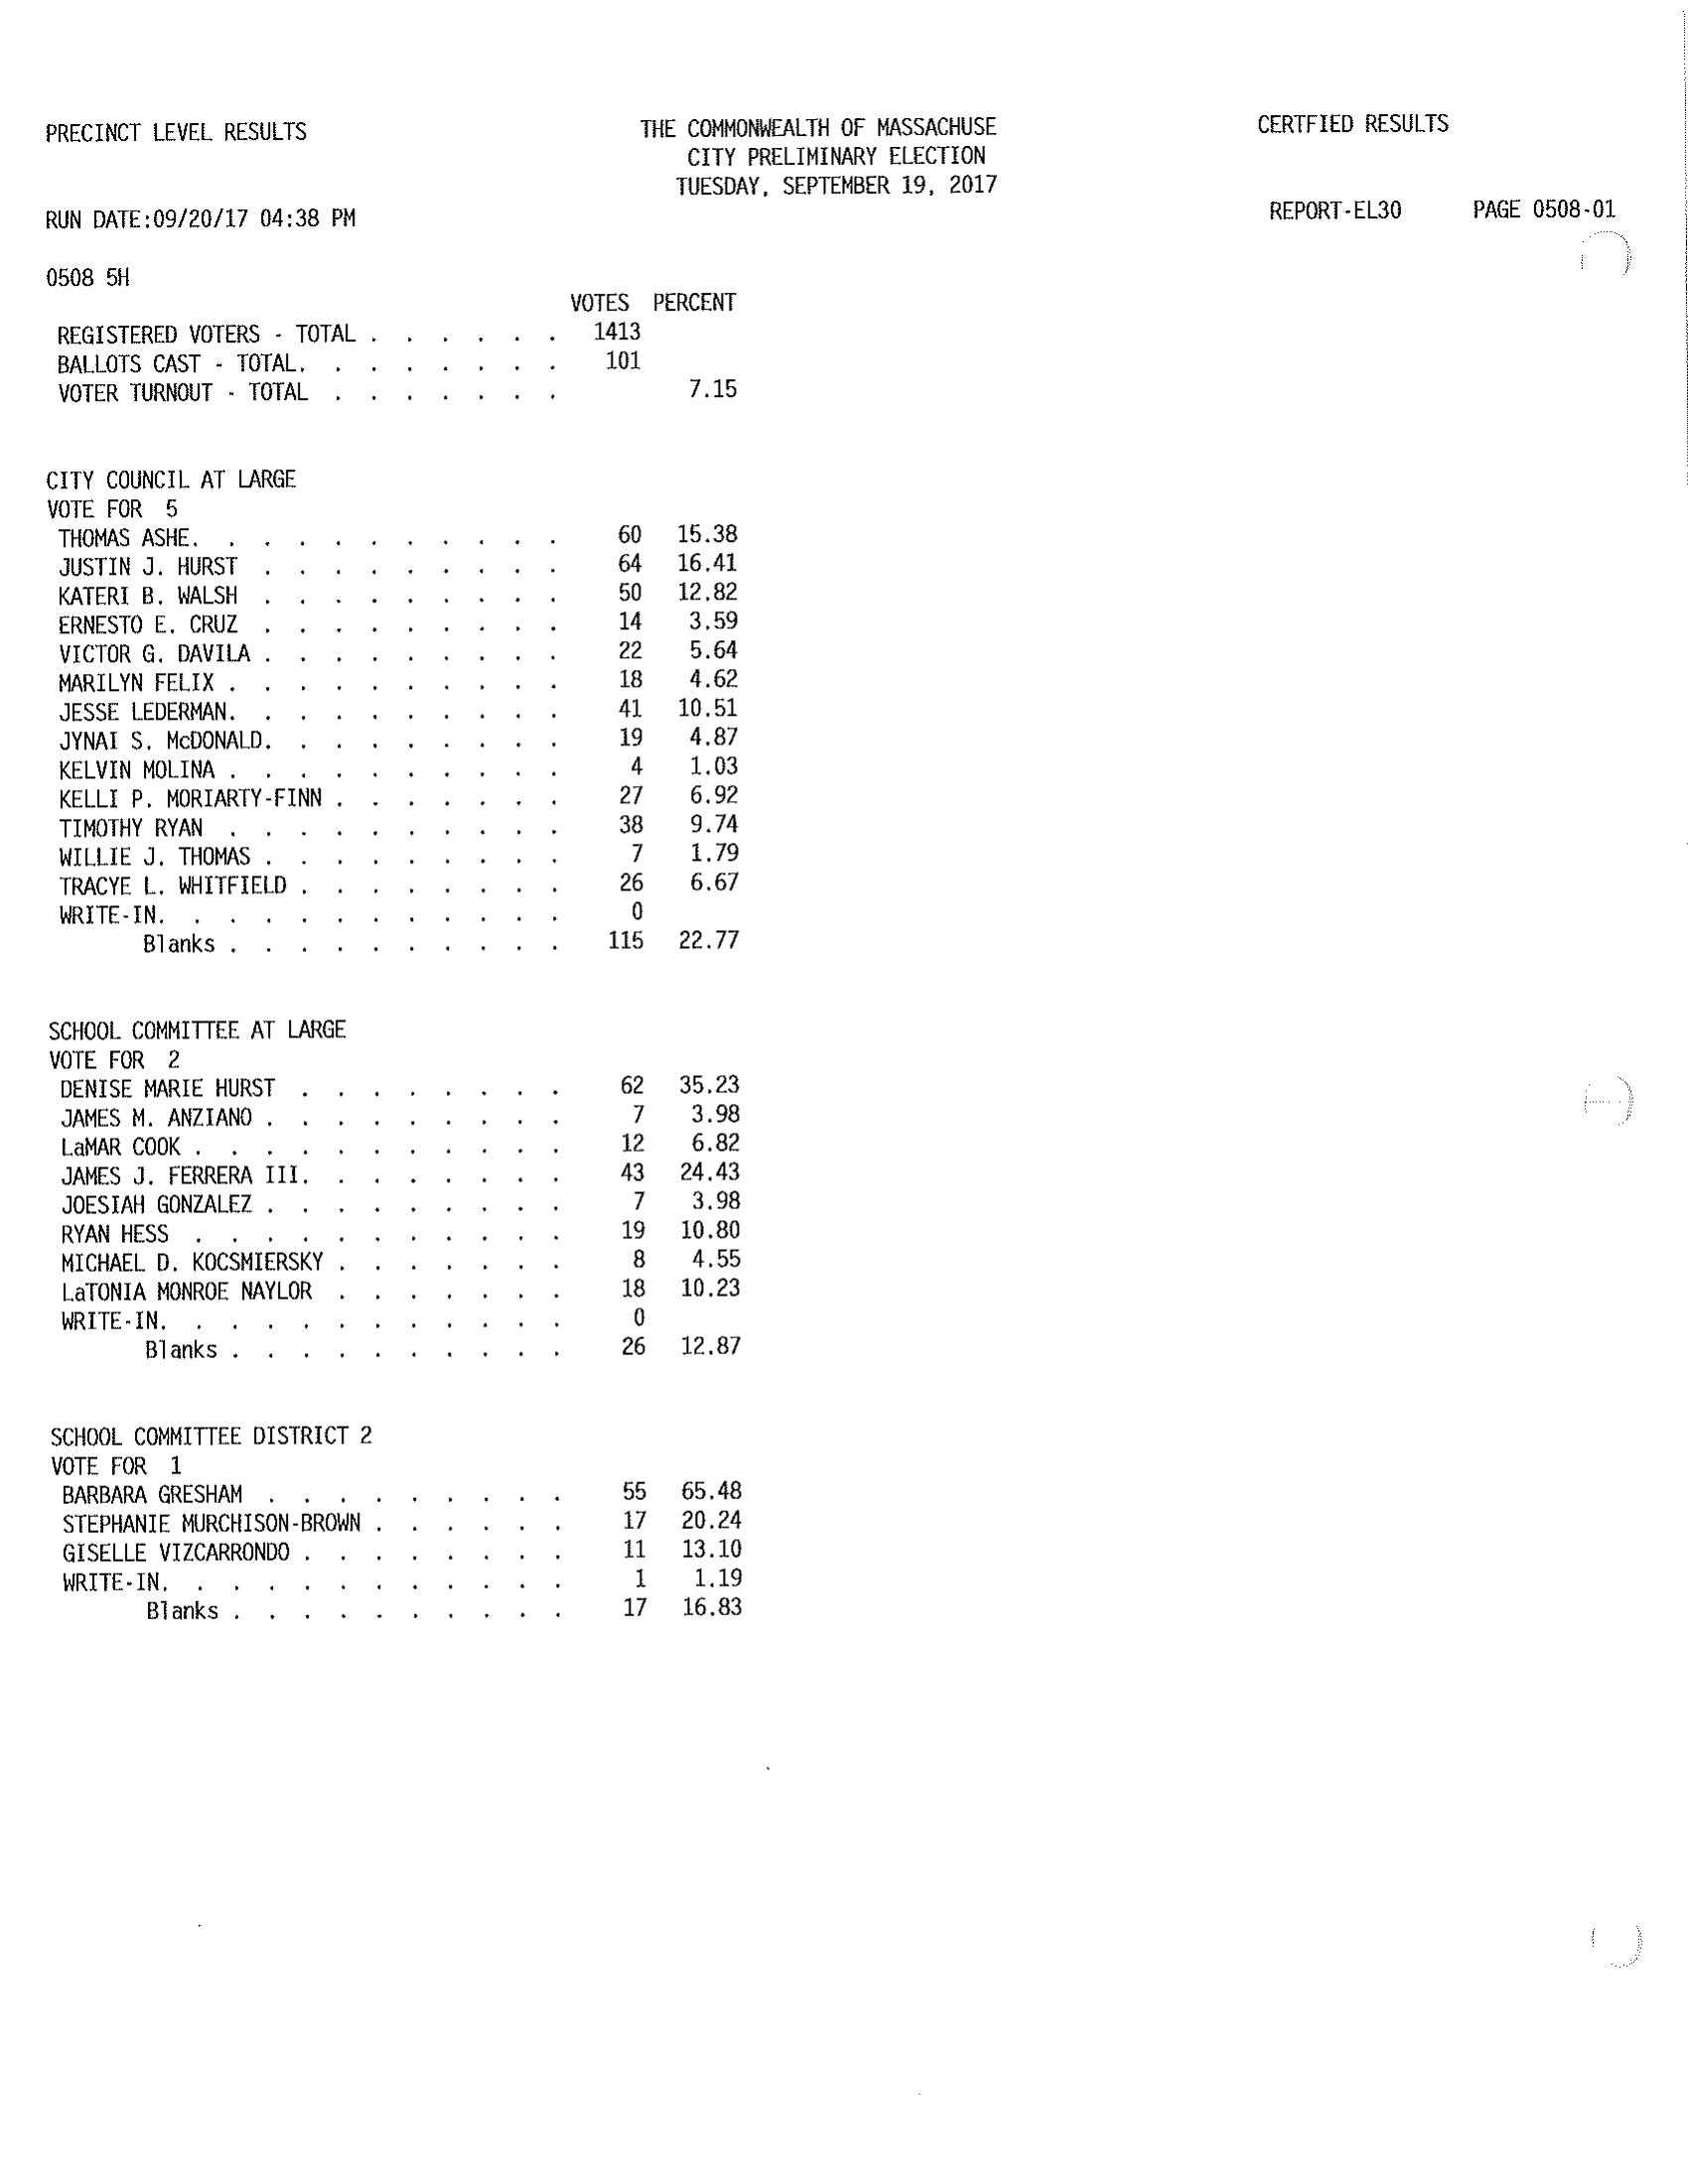 PRECINCT LEVEL RESULTS THE COMMONWEALTH OF MASSACHUSE CERTFIED RESULTS
CITY PRELIMINARY ELECTION
TUESDAY, SEPTEMBER 19, 2017
RUN DATE:09/20/17 04:38 PM REPORT-EL30 PAGE 0508-01
0508 5H
VOTES PERCENT
REGISTERED VOTERS - TOTAL . . . . . . 1413
BALLOTS CAST - TOTAL. . . . . . . . 101
VOTER TURNOUT - TOTAL . . . . . . . 7.15
CITY COUNCIL AT LARGE
VOTE FOR 5
THOMAS ASHE. . . . . . . . . . . 60 15.38
JUSTIN J. HURST . . . . . . . . . 64 16.41
KATERI B. WALSH . . . . . . . . . 50 12.82
ERNESTO E. CRUZ . . . . . . . . . 14 3.59
VICTOR G. DAVILA . . . . . . . . . 22 5.64
MARILYN FELIX . . . . . . . . . . 18 4.62
JESSE LEDERMAN. . . . . . . . . . 41 10.51
JYNAI S. McDONALD. . . . . . . . . 19 4.87
KELVIN MOLINA . . . . . . . . . . 4 1.03
KELLI P. MORIARTY-FINN . . . . . . . 27 6.92
TIMOTHY RYAN . . . . . . . . . . 38 9.74
WILLIE J. THOMAS . . . . . . . . . 7 1.79
TRACYE L. WHITFIELD . . . . . . . . 26 6.67
WRITE-IN. . . . . . . . . . . . 0
Blanks . . . . . . . . . . 115 22.77
SCHOOL COMMITTEE AT LARGE
VOTE FOR 2
DENISE MARIE HURST . . . . . . . . 62 35.23
JAMES M. ANZIANO . . . . . . . . . 7 3.98
LaMAR COOK . . . . . . . . . . . 12 6.82
JAMES J. FERRERA III. . . . . . . . 43 24.43
JOESIAH GONZALEZ . . . . . . . . . 7 3.98
RYAN HESS . . . . . . . . . . . 19 10.80
MICHAEL D. KOCSMIERSKY . . . . . . . 8 4.55
LaTONIA MONROE NAYLOR . . . . . . . 18 10.23
WRITE-IN. . . . . . . . . . . . 0
Blanks . . . . . . . . . . 26 12.87
SCHOOL COMMITTEE DISTRICT 2
VOTE FOR 1
BARBARA GRESHAM . . . . . . . . . 55 65.48
STEPHANIE MURCHISON-BROWN . . . . . . 17 20.24
GISELLE VIZCARRONDO . . . . . . . . 11 13.10
WRITE-IN. . . . . . . . . . . . 1 1.19
Blanks . . . . . . . . . . 17 16.83